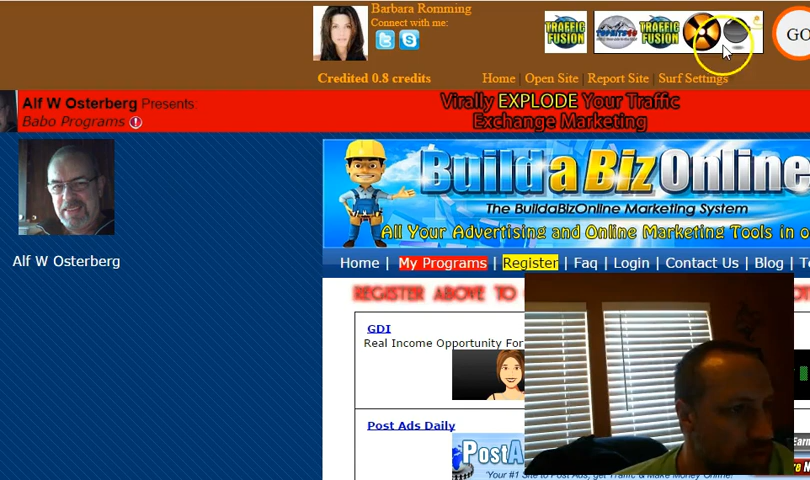 Barbara Romming
Connect with me:
TRAFFIC
FUSION
TRAFFIC
FUSION
GO
Credited 0.8 credits
Home | Open Site | Report Site | Surf Settings
Alf W Osterberg Presents:
Babo Programs
Virally EXPLODE Your Traffic
Exchange Marketing
Build a Biz Online
The BuildaBizOnline Marketing System
All Your Advertising and Online Marketing Tools in o
Alf W Osterberg
Home | My Programs | Register | Faq | Login | Contact Us | Blog | T
REGISTER ABOVE TO
GDI
Real Income Opportunity For
Post Ads Daily
Post
"Your #1 Site to Post Ads, get Traffic & Make Money Online.